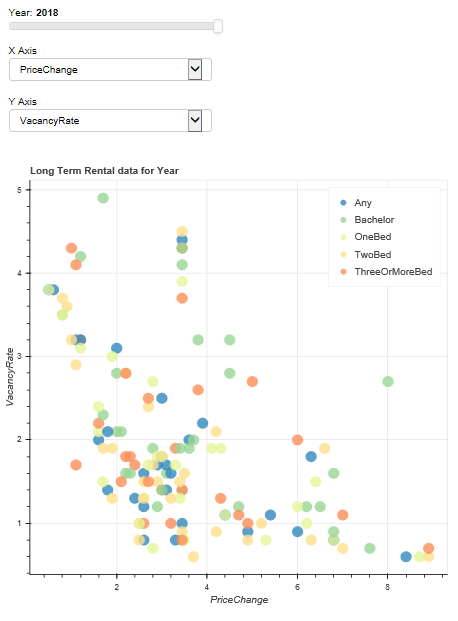 Year: 2018
X Axis
PriceChange
Y Axis
VacancyRate
Long Term Rental data for Year
5
4
3
2
1
VacancyRate
Any
Bachelor
OneBed
TwoBed
ThreeOrMoreBed
2
4
6
8
PriceChange